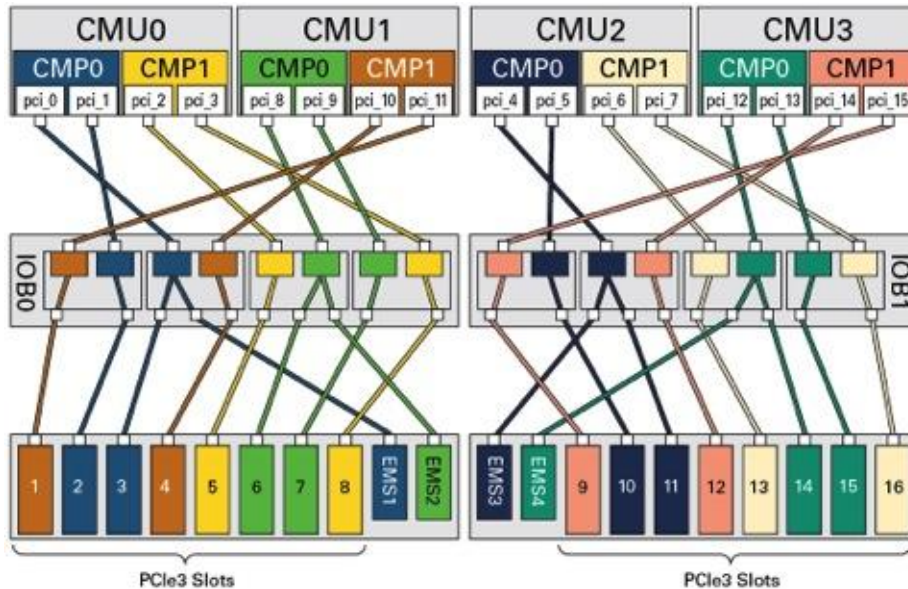 CMU0 CMU1 CMU2 CMU3
CMP0 CMP1 CMP0 CMP1 CMP0 CMP1 CMP0 CMP1
pci_0 pci_1 pci_2 pci_3 pci_8 pci_9 pci_10 pci_11 pci_4 pci_5 pci_6 pci_7 pci_12 pci_13 pci_14 pci_15
IOB0 IOB1
1 2 3 4 5 6 7 8 EMS1 EMS2 EMS3 EMS4 9 10 11 12 13 14 15 16
PCIe3 Slots PCIe3 Slots